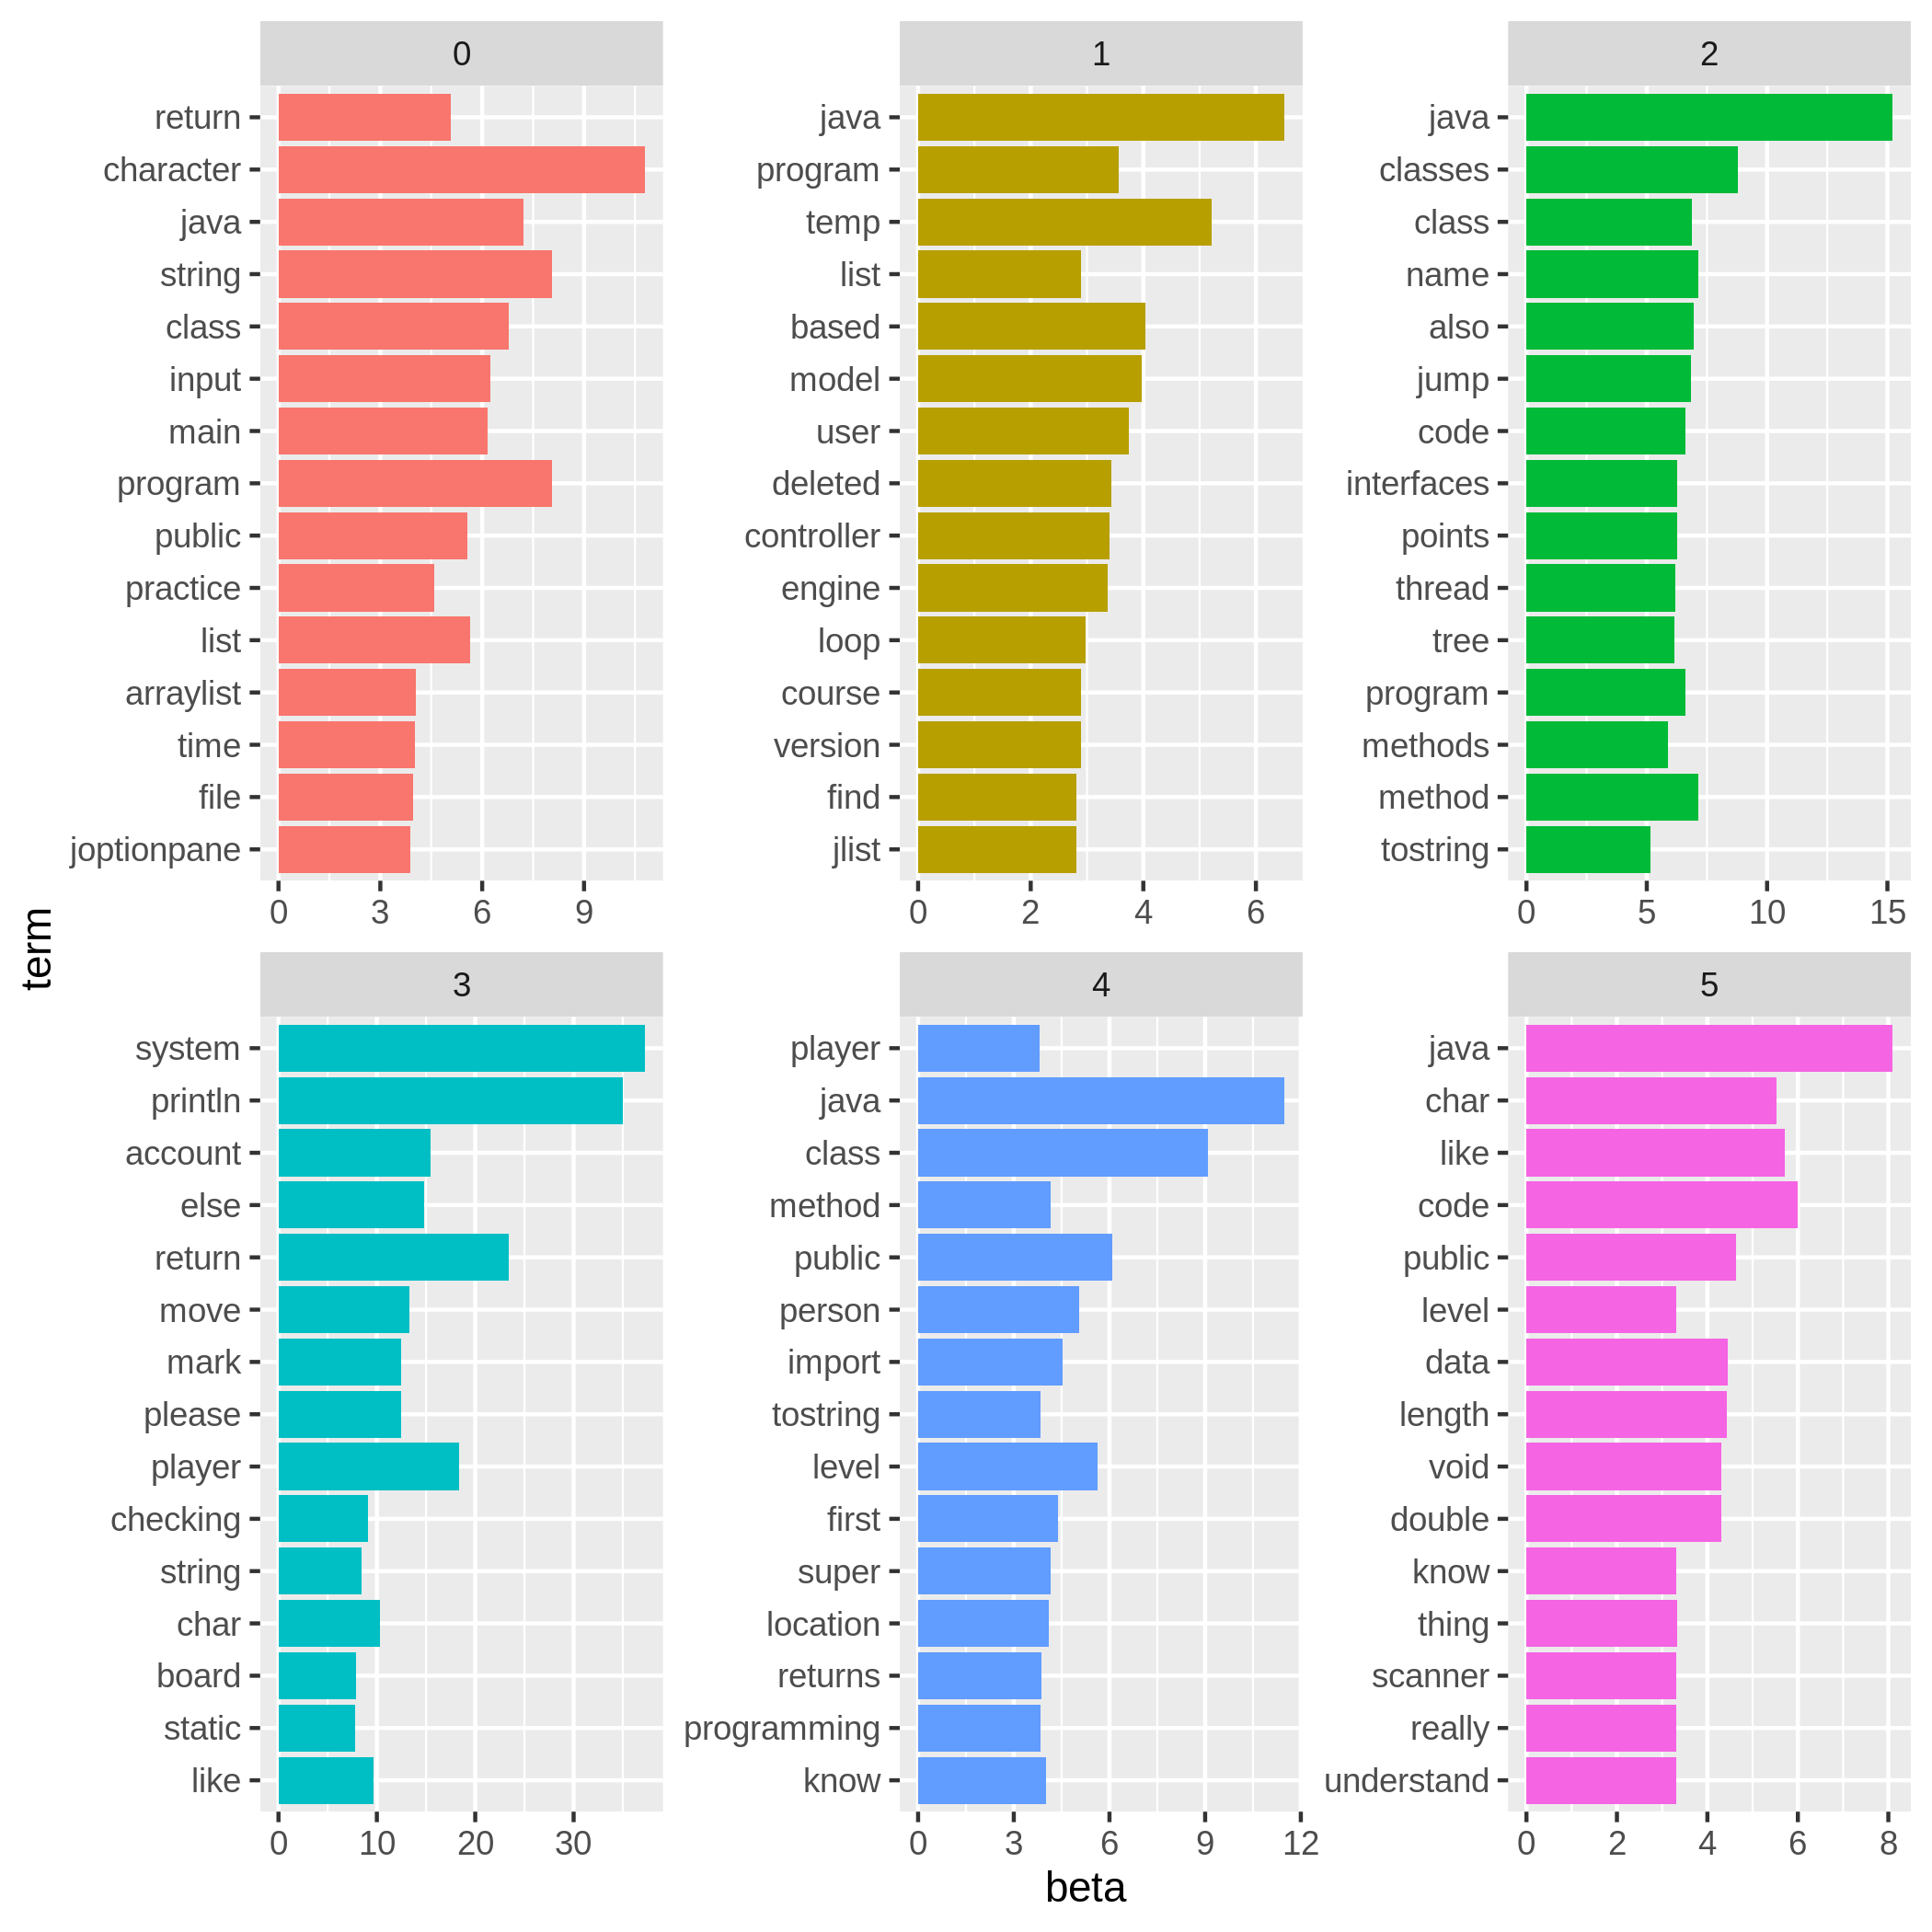 0
return
character
java
string
class
input
main
program
public
practice
list
arraylist
time
file
joptionpane
0 3 6 9
1
java
program
temp
list
based
model
user
deleted
controller
engine
loop
course
version
find
jlist
0 2 4 6
2
java
classes
class
name
also
jump
code
interfaces
points
thread
tree
program
methods
method
tostring
0 5 10 15
term
3
system
println
account
else
return
move
mark
please
player
checking
string
char
board
static
like
0 10 20 30
4
player
java
class
method
public
person
import
tostring
level
first
super
location
returns
programming
know
0 3 6 9 12
5
java
char
like
code
public
level
data
length
void
double
know
thing
scanner
really
understand
0 2 4 6 8
beta